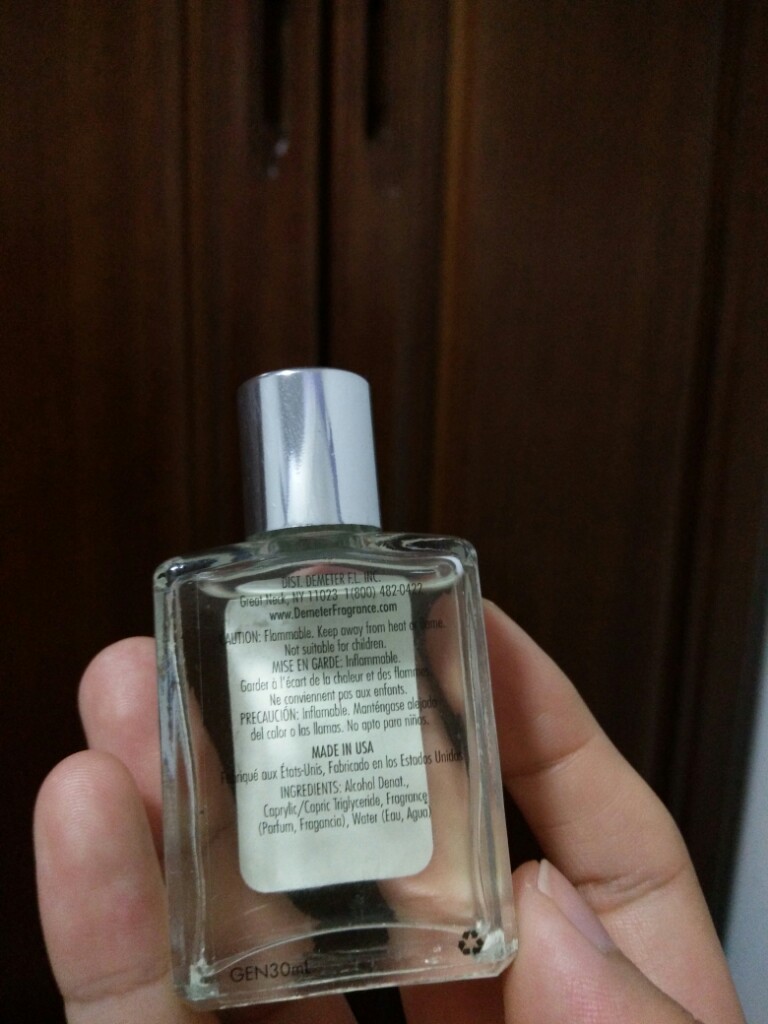 DIST. DEMETER F.L. INC.
Great Neck, NY 11023 1(800) 482-0422
www.DemeterFragrance.com
CAUTION: Flammable. Keep away from heat or flame.
Not suitable for children.
MISE EN GARDE: Inflammable.
Garder à l'écart de la chaleur et des flammes.
Ne conviennent pas aux enfants.
PRECAUCIÓN: Inflamable. Manténgase alejado
del calor o las llamas. No apto para niños.
MADE IN USA
Fabriqué aux États-Unis, Fabricado en los Estados Unidos
INGREDIENTS: Alcohol Denat.,
Caprylic/Capric Triglyceride, Fragrance
(Parfum, Fragancia), Water (Eau, Agua)
GEN30mL